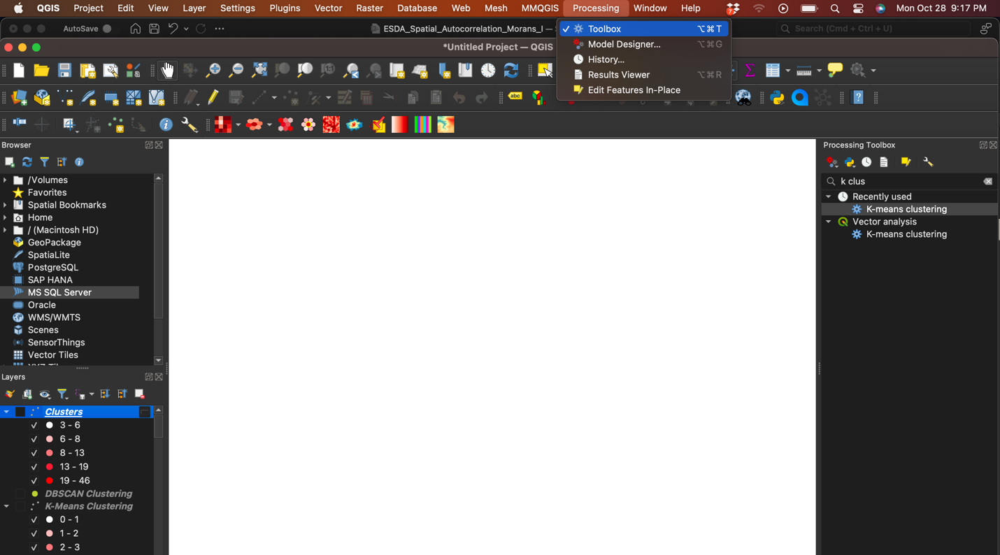 QGIS Project Edit View Layer Settings Plugins Vector Raster Database Web Mesh MMQGIS Processing Window Help 7 Mon Oct 28 9:17 PM
AutoSave ESDA_Spatial_Autocorrelation_Morans_I — Search (Cmd + Ctrl + U)
*Untitled Project — QGIS
Toolbox ⌥⌘T
Model Designer... ⌥⌘G
History...
Results Viewer ⌥⌘R
Edit Features In-Place
abc
Browser
/Volumes
Favorites
Spatial Bookmarks
Home
/ (Macintosh HD)
GeoPackage
SpatiaLite
PostgreSQL
SAP HANA
MS SQL Server
Oracle
WMS/WMTS
Scenes
SensorThings
Vector Tiles
Layers
Clusters
3 - 6
6 - 8
8 - 13
13 - 19
19 - 46
DBSCAN Clustering
K-Means Clustering
0 - 1
1 - 2
2 - 3
Processing Toolbox
k clus
Recently used
K-means clustering
Vector analysis
K-means clustering